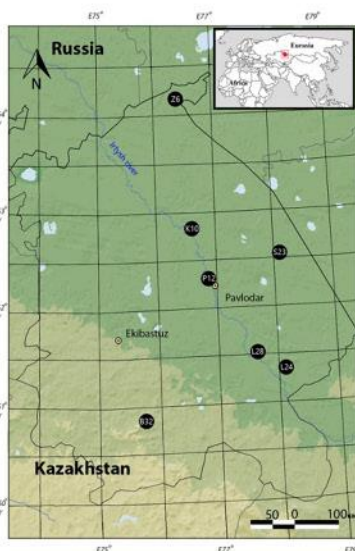 E75° E77° E79°
Russia
Eurasia
Africa
N
Z6
Irtysh river
K10
S23
P12
Pavlodar
Ekibastuz
L28
L24
B32
Kazakhstan
50 0 100
E75° E77°